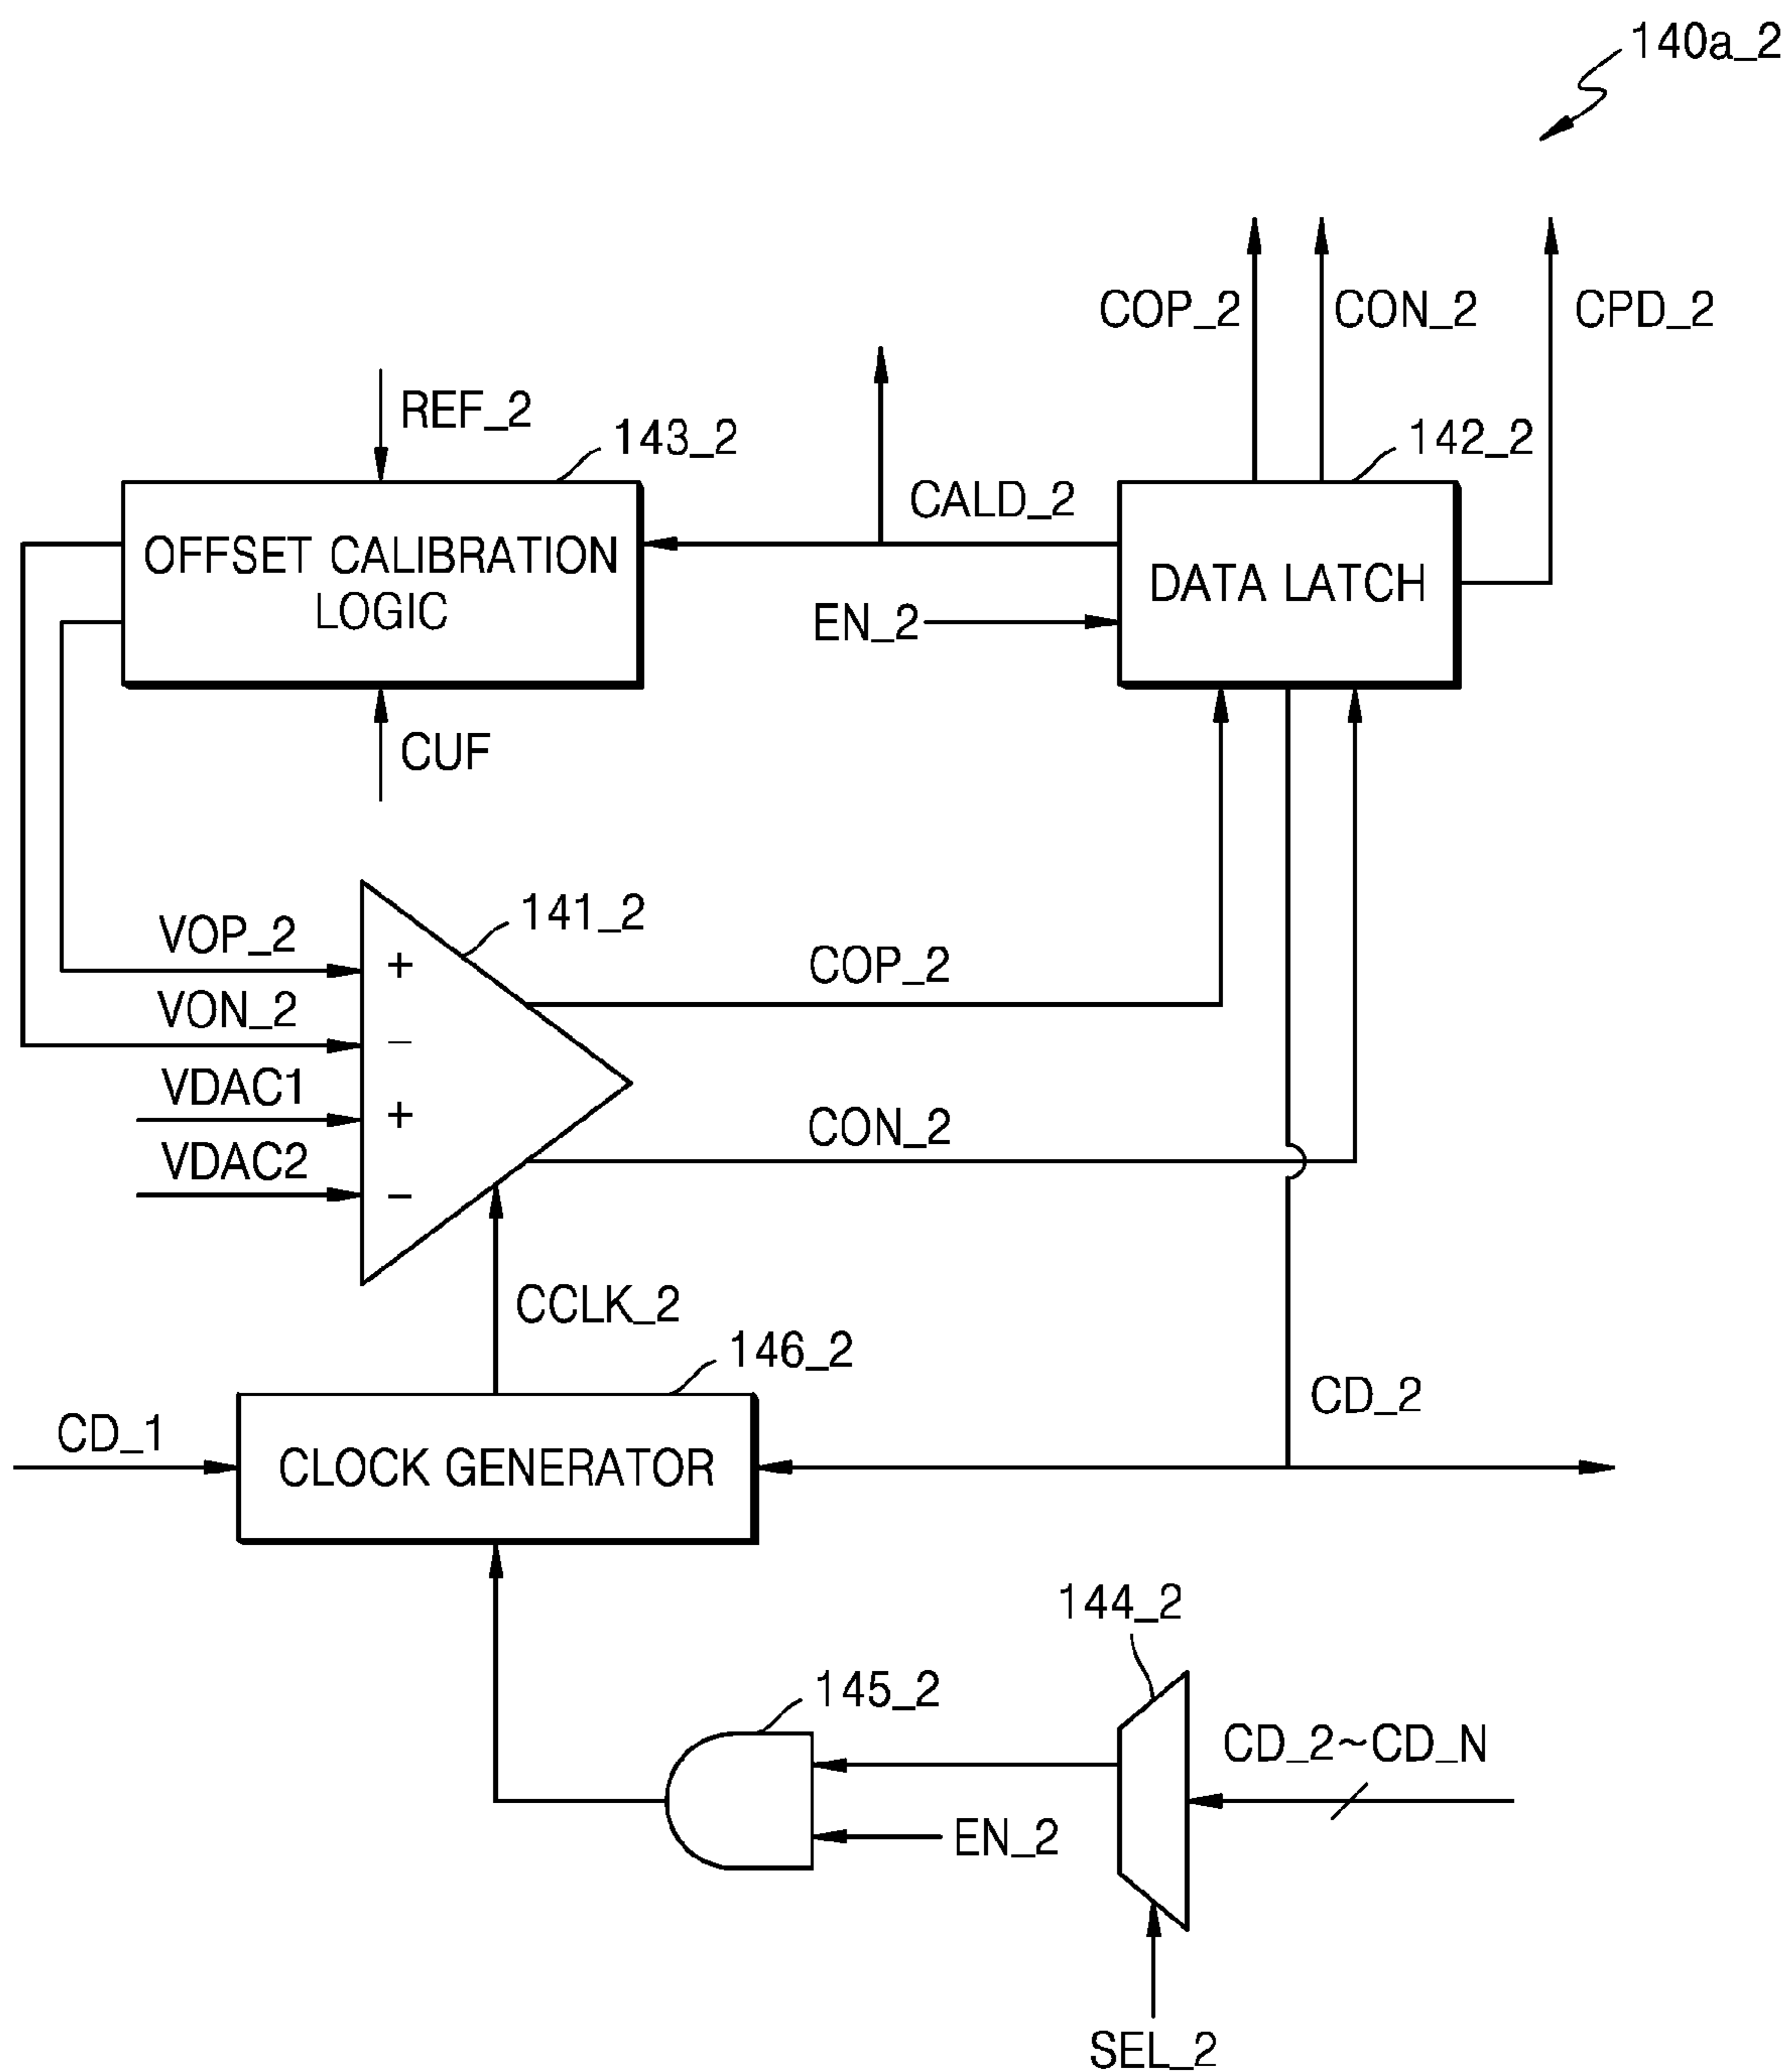 140a_2
COP_2
CON_2
CPD_2
REF_2
143_2
CALD_2
142_2
OFFSET CALIBRATION
LOGIC
DATA LATCH
EN_2
CUF
141_2
VOP_2
+
COP_2
VON_2
−
VDAC1
+
CON_2
VDAC2
−
CCLK_2
146_2
CD_1
CLOCK GENERATOR
CD_2
144_2
145_2
CD_2~CD_N
EN_2
SEL_2